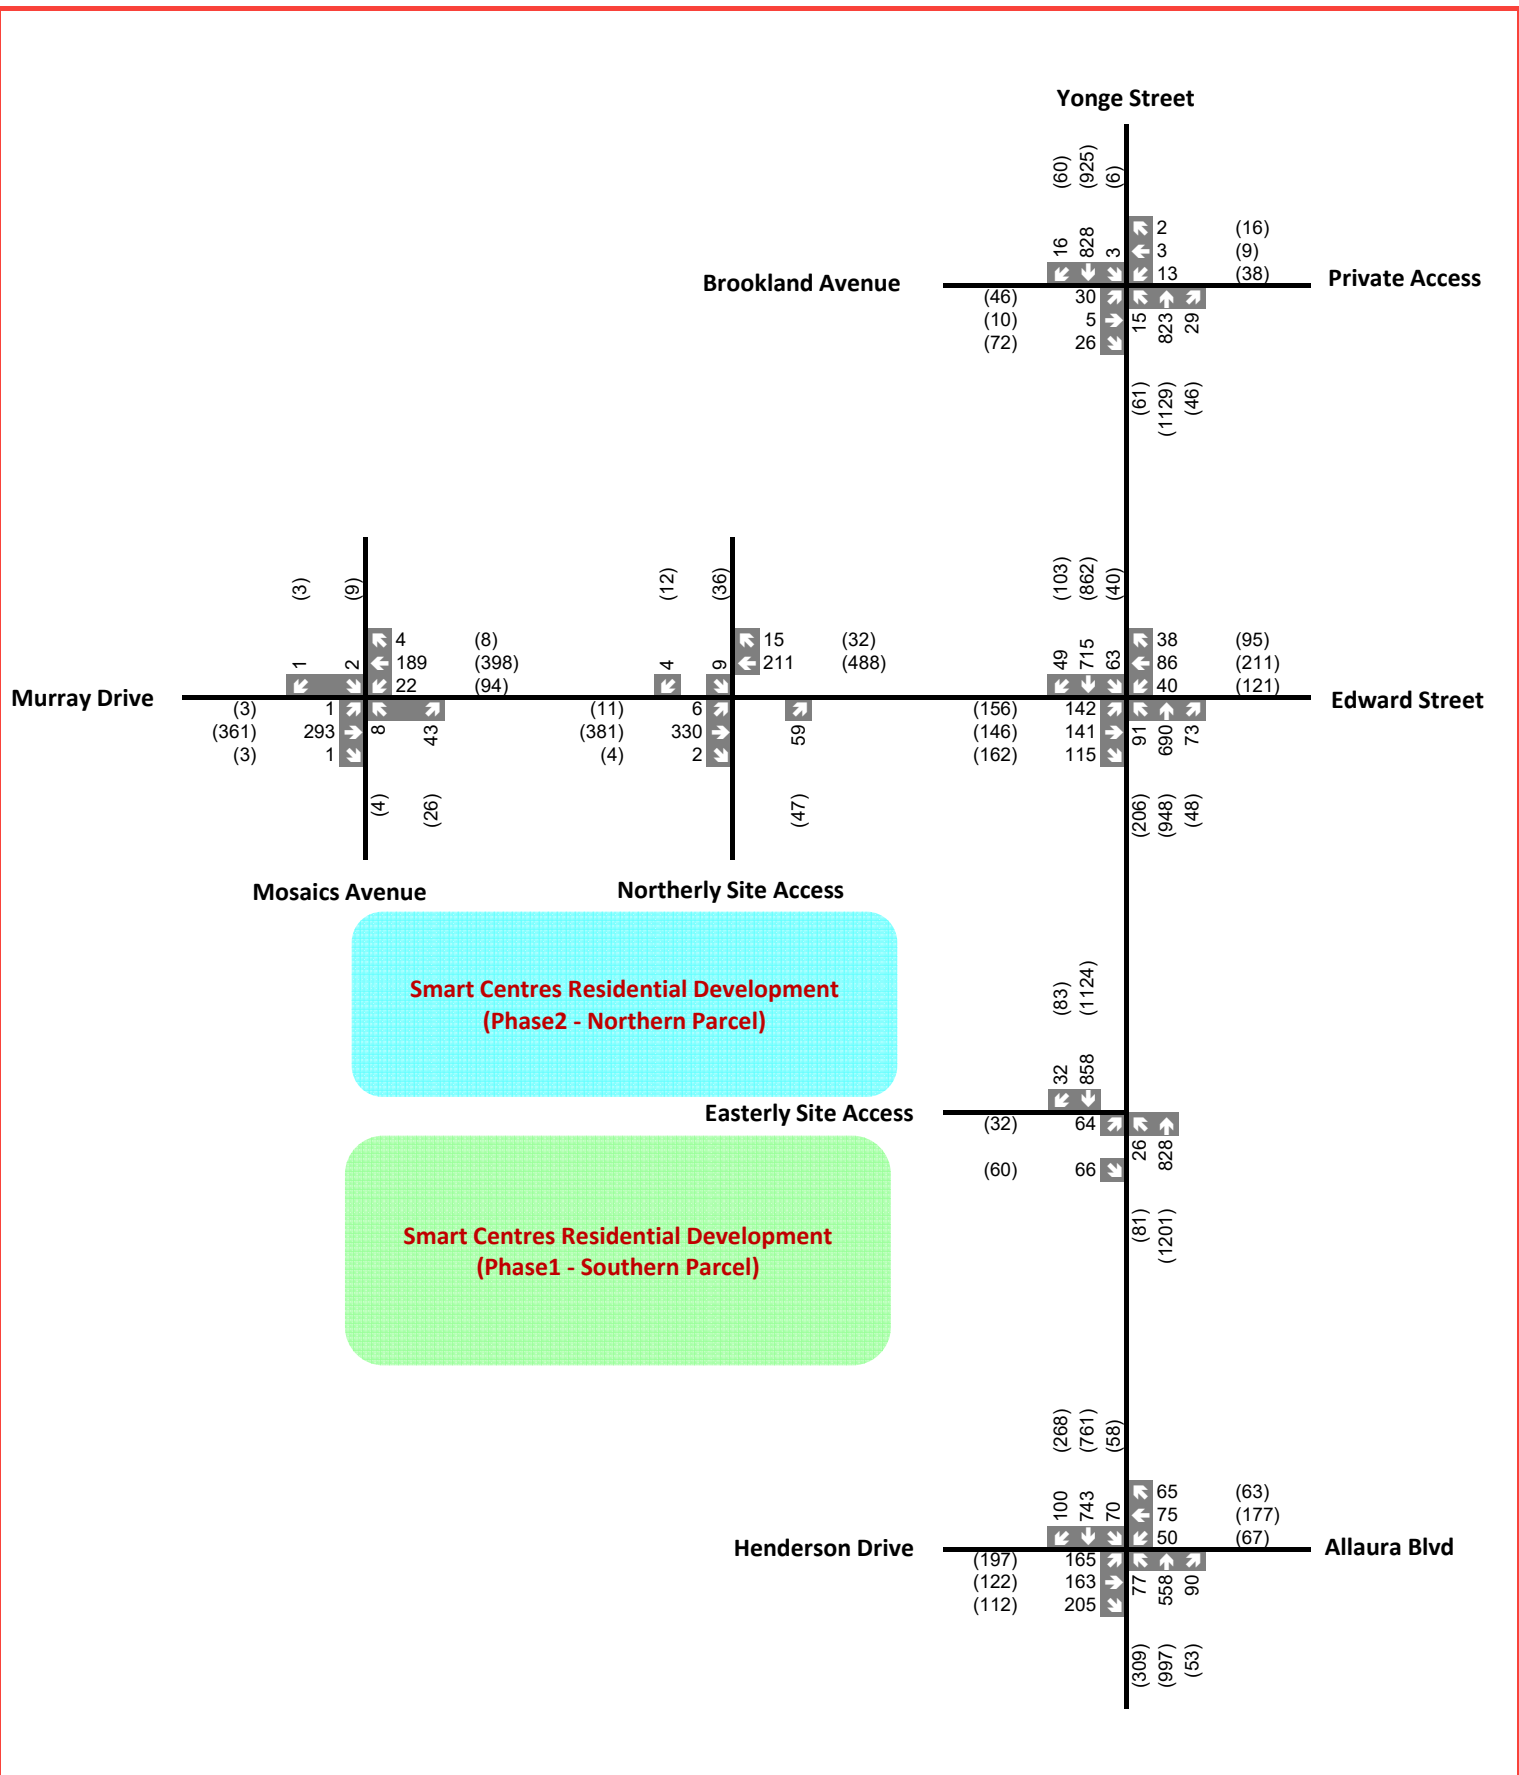 Yonge Street
(60) (925) (6)
16 828 3
2 (16)
3 (9)
13 (38)
Brookland Avenue
Private Access
(46) 30
(10) 5
(72) 26
15 823 29
(61) (1129) (46)
(3) (9)
(12) (36)
(103) (862) (40)
1 2
4 (8)
189 (398)
22 (94)
4 9
15 (32)
211 (488)
49 715 63
38 (95)
86 (211)
40 (121)
Murray Drive
Edward Street
(3) 1
(361) 293
(3) 1
8 43
(11) 6
(381) 330
(4) 2
59
(156) 142
(146) 141
(162) 115
91 690 73
(4) (26)
(47)
(206) (948) (48)
Mosaics Avenue
Northerly Site Access
Smart Centres Residential Development
(Phase2 - Northern Parcel)
(83) (1124)
32 858
Easterly Site Access
(32) 64
(60) 66
26 828
(81) (1201)
Smart Centres Residential Development
(Phase1 - Southern Parcel)
(268) (761) (58)
100 743 70
65 (63)
75 (177)
50 (67)
Henderson Drive
Allaura Blvd
(197) 165
(122) 163
(112) 205
77 558 90
(309) (997) (53)